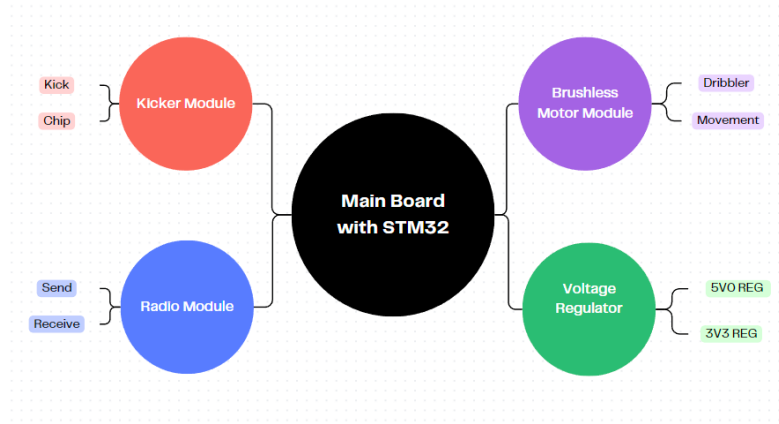 Kick
Chip
Kicker Module
Send
Receive
Radio Module
Main Board
with STM32
Brushless
Motor Module
Dribbler
Movement
Voltage
Regulator
5V0 REG
3V3 REG